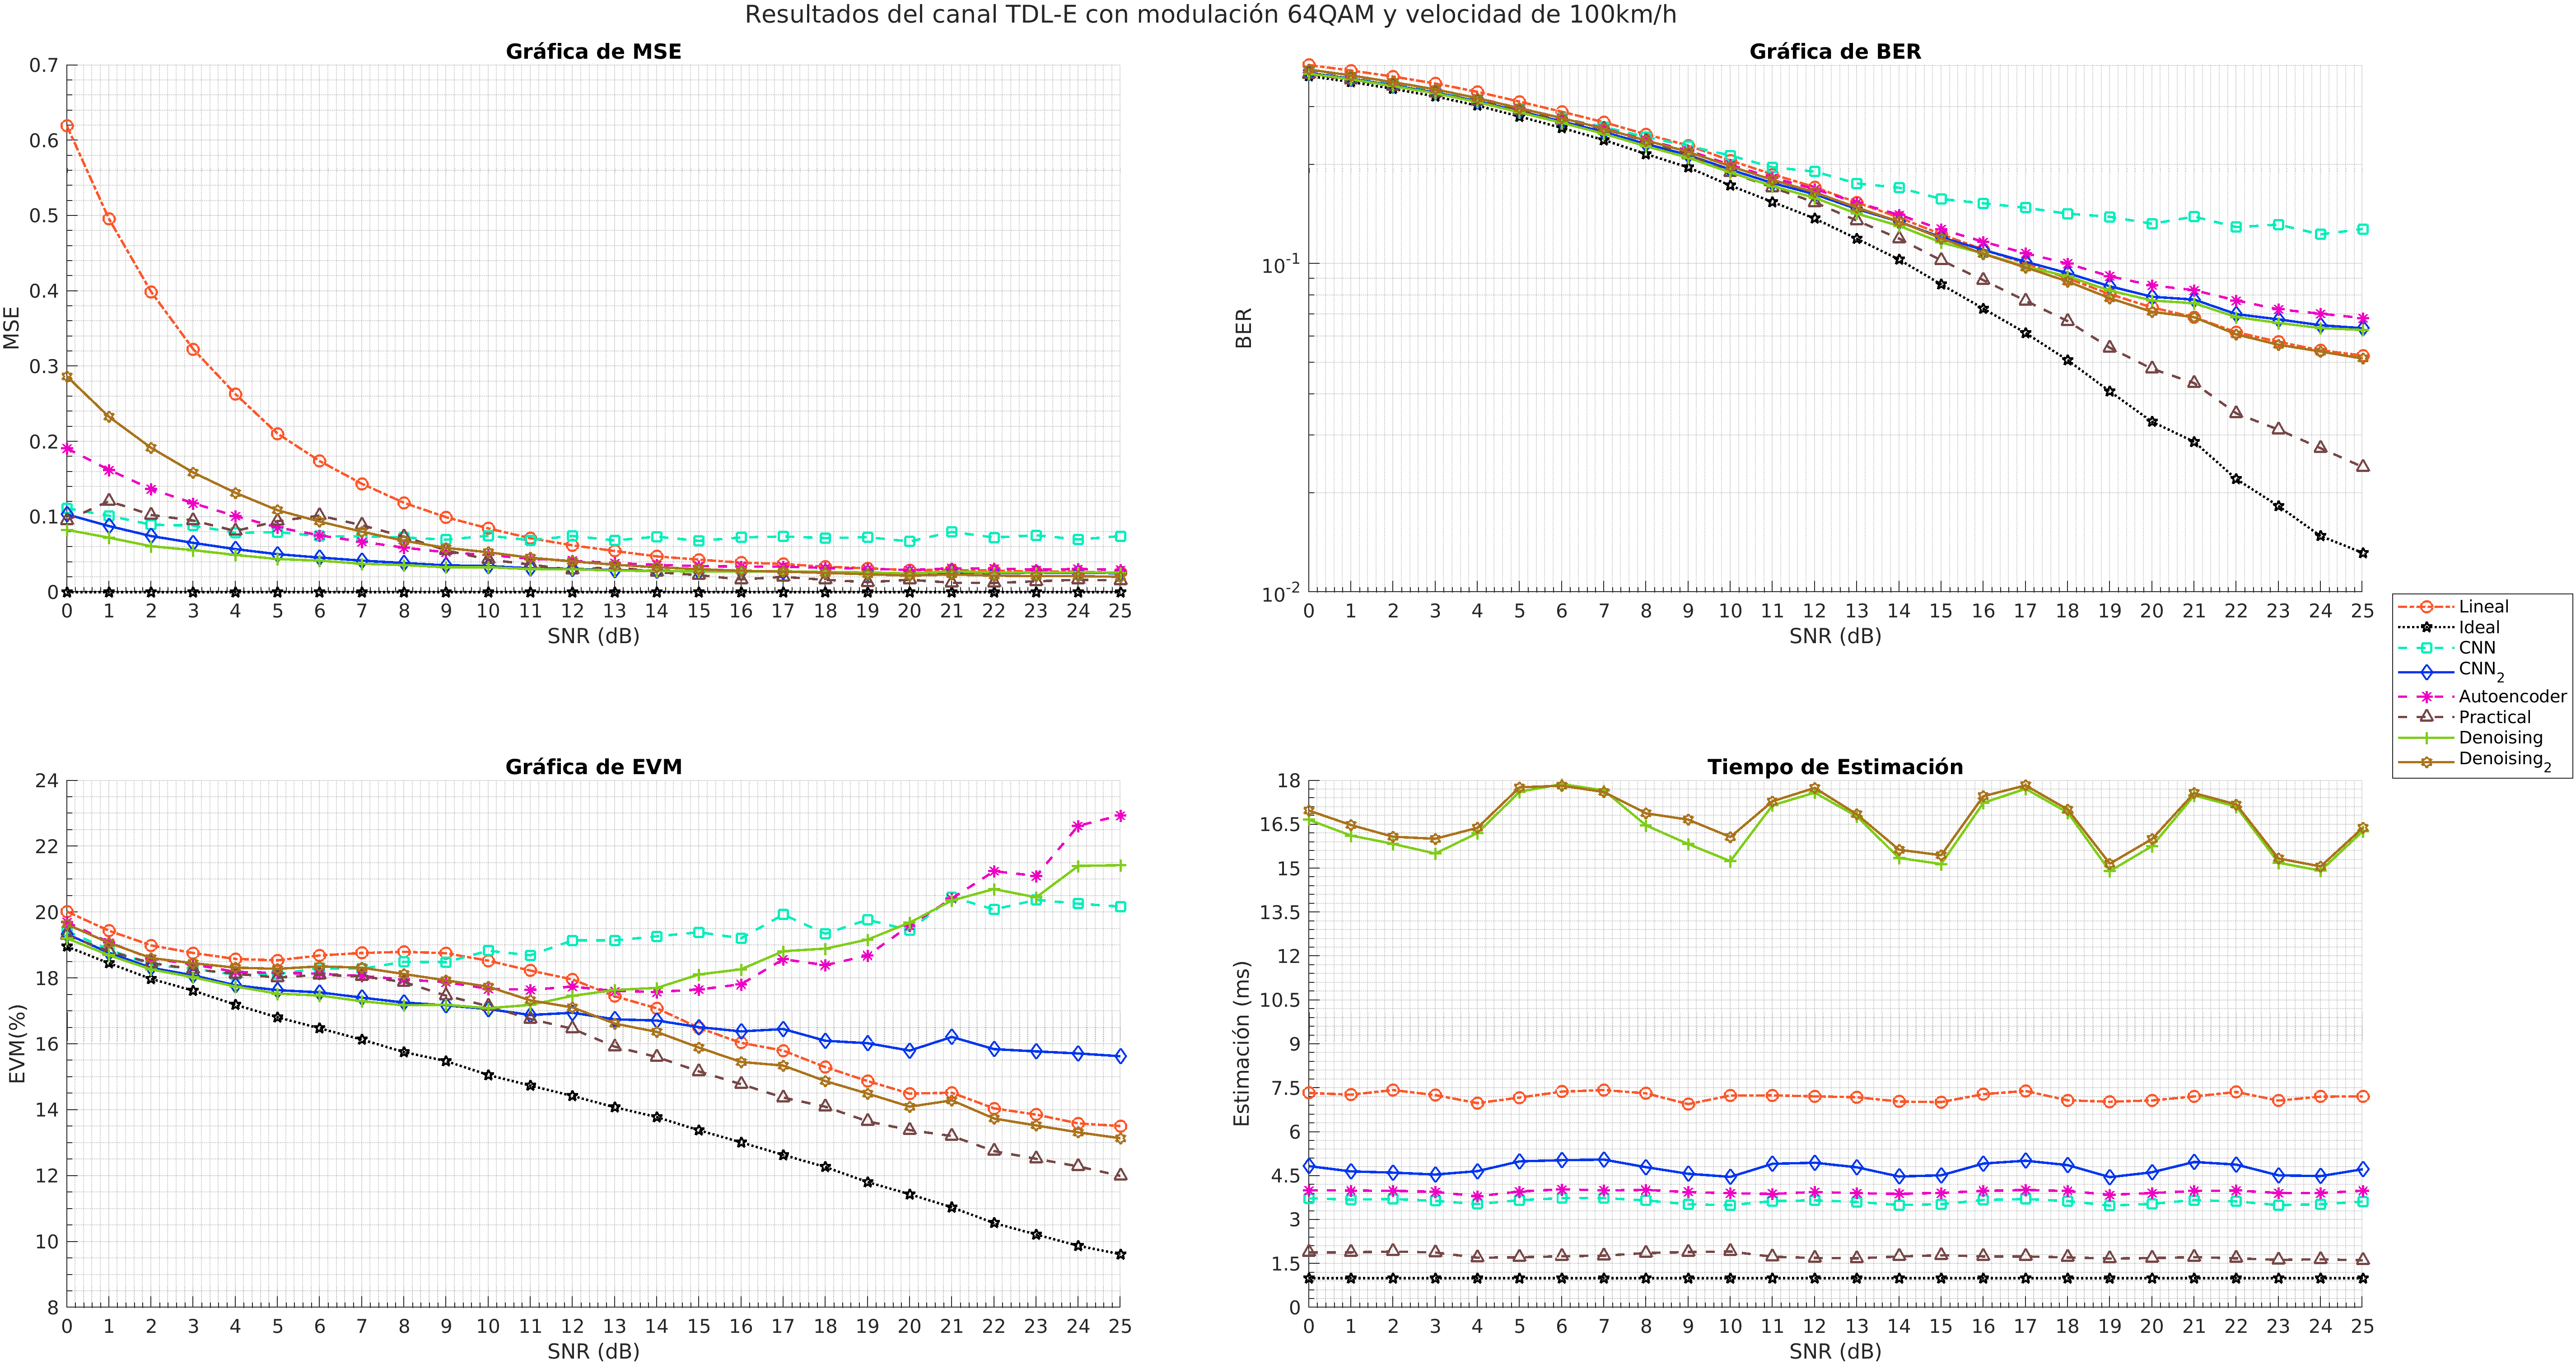 Resultados del canal TDL-E con modulación 64QAM y velocidad de 100km/h
Gráfica de MSE
0.7
0.6
0.5
0.4
0.3
0.2
0.1
0
MSE
0 1 2 3 4 5 6 7 8 9 10 11 12 13 14 15 16 17 18 19 20 21 22 23 24 25
SNR (dB)
Gráfica de BER
10-1
10-2
BER
0 1 2 3 4 5 6 7 8 9 10 11 12 13 14 15 16 17 18 19 20 21 22 23 24 25
SNR (dB)
Lineal
Ideal
CNN
CNN2
Autoencoder
Practical
Denoising
Denoising2
Gráfica de EVM
24
22
20
18
16
14
12
10
8
EVM(%)
0 1 2 3 4 5 6 7 8 9 10 11 12 13 14 15 16 17 18 19 20 21 22 23 24 25
SNR (dB)
Tiempo de Estimación
18
16.5
15
13.5
12
10.5
9
7.5
6
4.5
3
1.5
0
Estimación (ms)
0 1 2 3 4 5 6 7 8 9 10 11 12 13 14 15 16 17 18 19 20 21 22 23 24 25
SNR (dB)